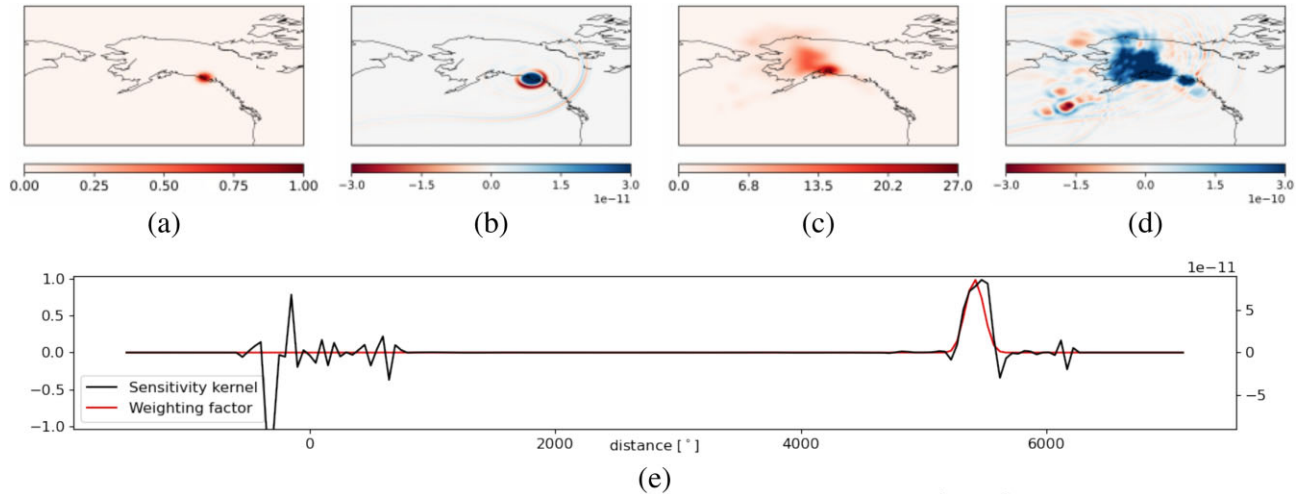 0.00 0.25 0.50 0.75 1.00
−3.0 −1.5 0.0 1.5 3.0
1e−11
0.0 6.8 13.5 20.2 27.0
−3.0 −1.5 0.0 1.5 3.0
1e−10
(a) (b) (c) (d)
1e−11
1.0
0.5
0.0
−0.5
−1.0
5
0
−5
Sensitivity kernel
Weighting factor
0 2000 4000 6000
distance [ ° ]
(e)